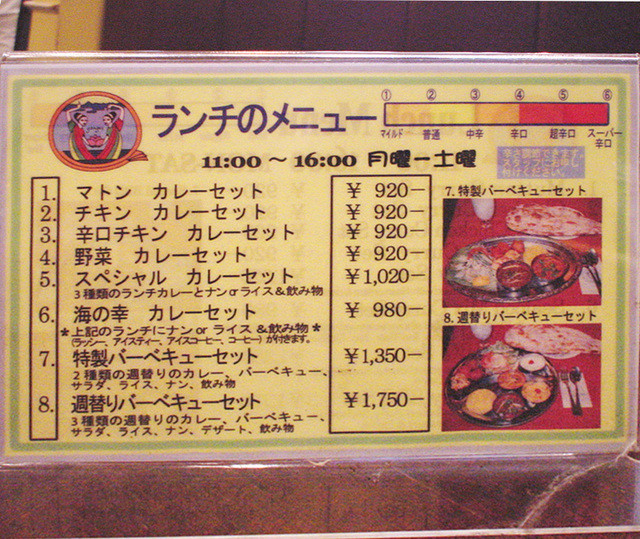 ランチのメニュー
① ② ③ ④ ⑤ ⑥
マイルド 普通 中辛 辛口 超辛口 スーパー辛口
11:00～16:00 月曜ー土曜
1. マトン カレーセット ￥ 920ー
2. チキン カレーセット ￥ 920ー
3. 辛口チキン カレーセット ￥ 920ー
4. 野菜 カレーセット ￥ 920ー
5. スペシャル カレーセット ￥1,020ー
3種類のランチカレーとナンorライス&飲み物
6. 海の幸 カレーセット ￥ 980ー
*上記のランチにナン or ライス &飲み物*
(ラッシー、アイスティー、アイスコーヒー、コーヒー) が付きます。
7. 特製バーベキューセット ￥1,350ー
2種類の週替りのカレー、バーベキュー、
サラダ、ライス、ナン、飲み物
8. 週替りバーベキューセット ￥1,750ー
3種類の週替りのカレー、バーベキュー、
サラダ、ライス、ナン、デザート、飲み物
7. 特製バーベキューセット
8. 週替りバーベキューセット